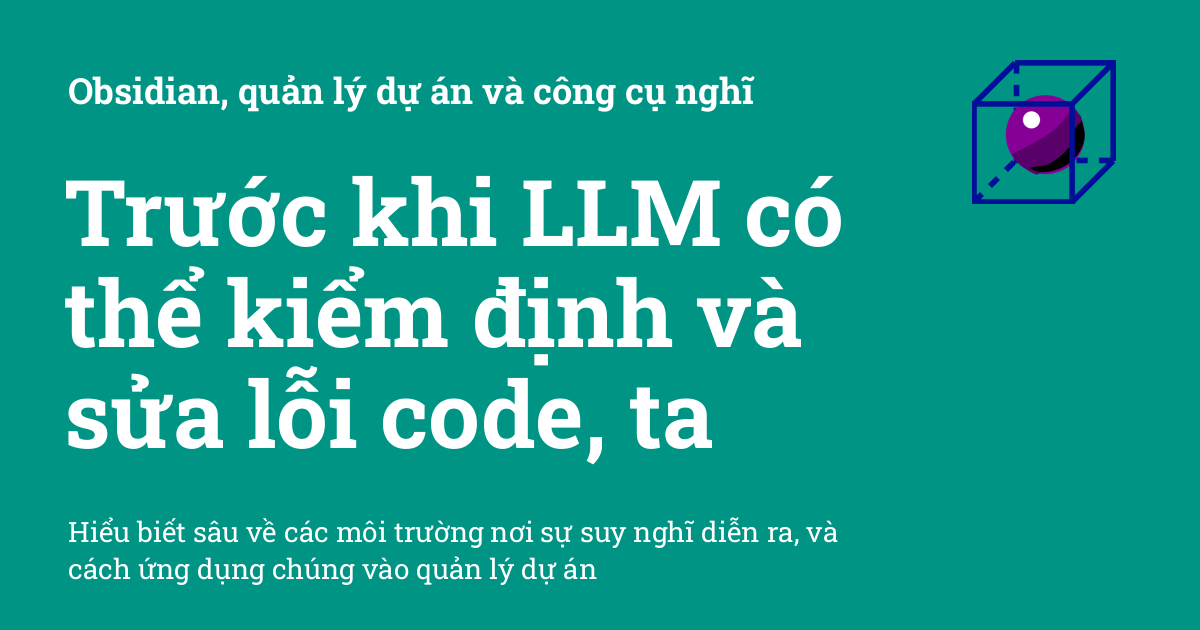 Obsidian, quản lý dự án và công cụ nghĩ
Trước khi LLM có
thể kiểm định và
sửa lỗi code, ta
Hiểu biết sâu về các môi trường nơi sự suy nghĩ diễn ra, và
cách ứng dụng chúng vào quản lý dự án